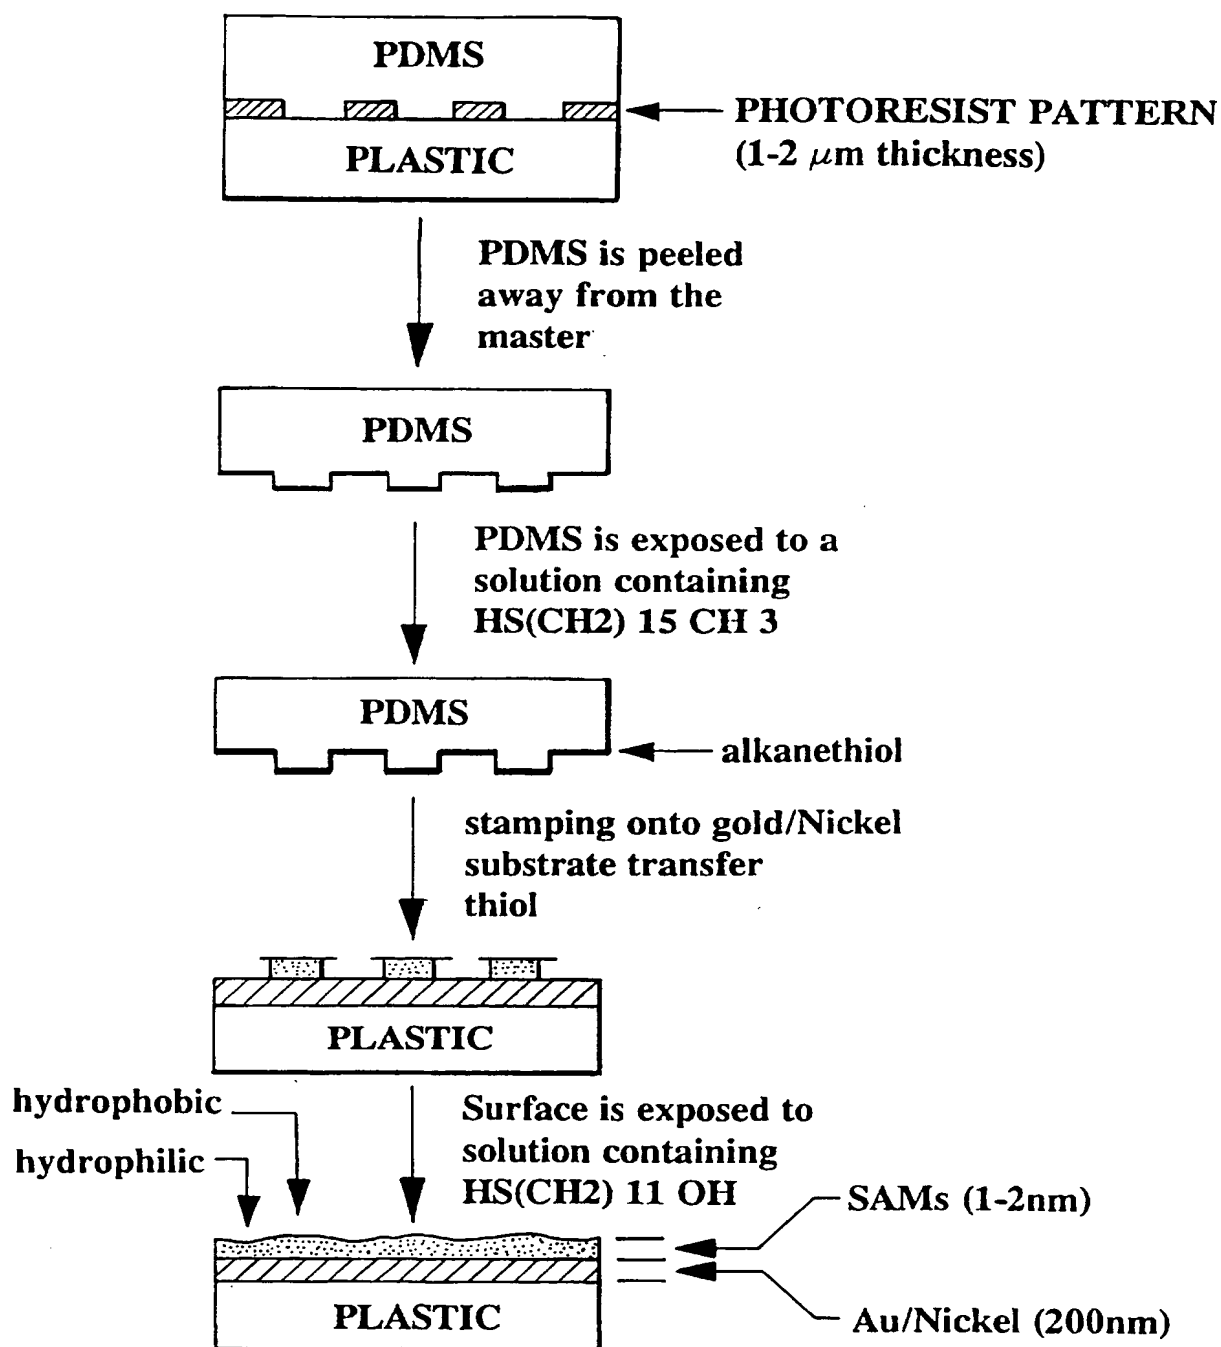 PDMS
PHOTORESIST PATTERN
(1-2 μm thickness)
PLASTIC
PDMS is peeled
away from the
master
PDMS
PDMS is exposed to a
solution containing
HS(CH2) 15 CH 3
PDMS
alkanethiol
stamping onto gold/Nickel
substrate transfer
thiol
PLASTIC
hydrophobic
hydrophilic
Surface is exposed to
solution containing
HS(CH2) 11 OH
SAMs (1-2nm)
PLASTIC
Au/Nickel (200nm)